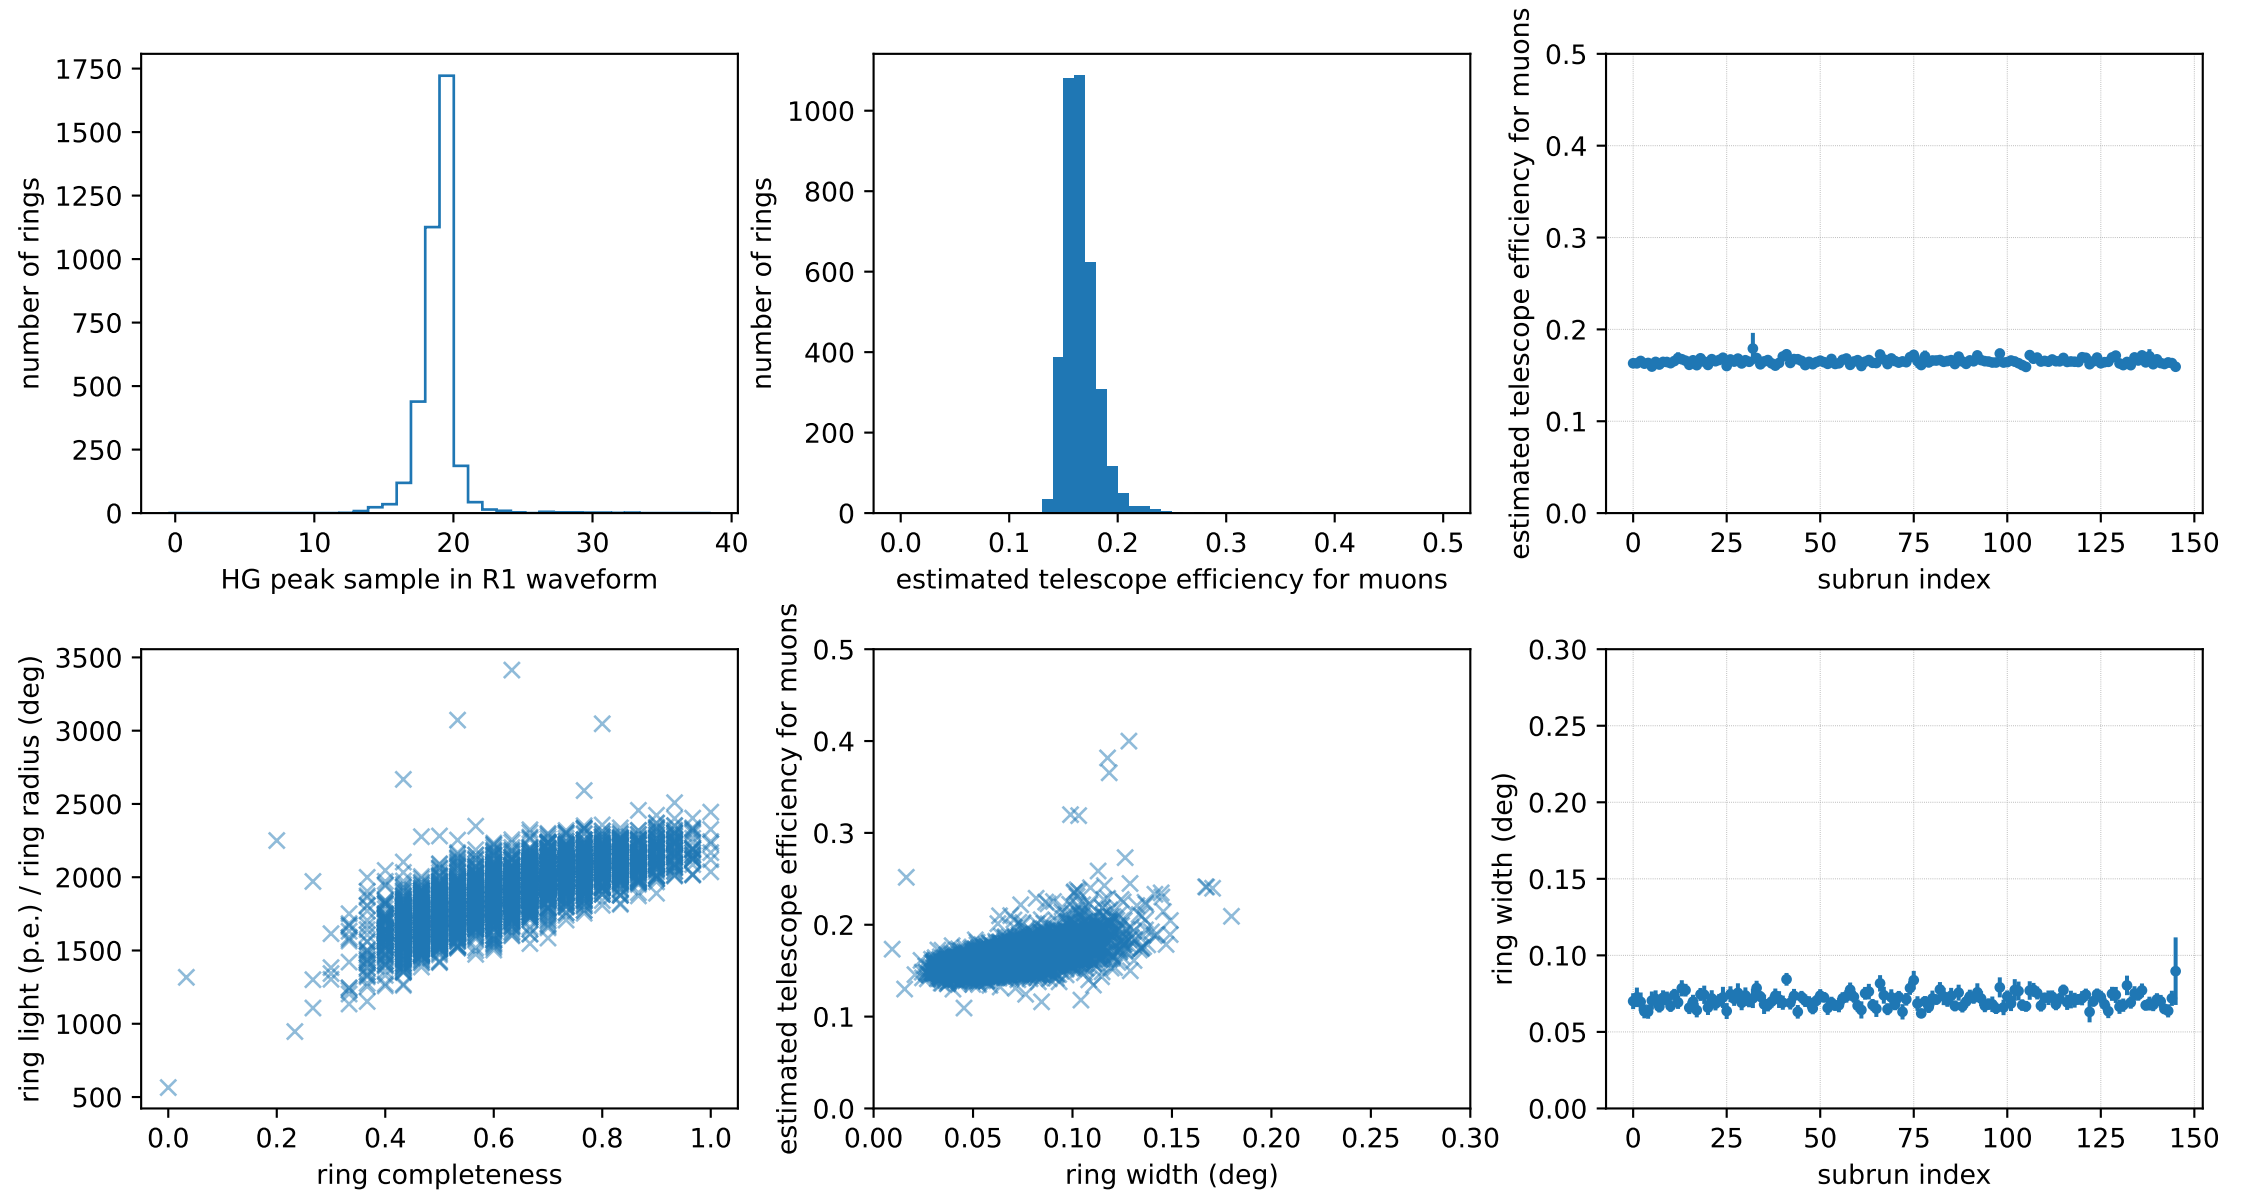 number of rings
1750
1500
1250
1000
750
500
250
0
0 10 20 30 40
HG peak sample in R1 waveform
number of rings
1000
800
600
400
200
0
0.0 0.1 0.2 0.3 0.4 0.5
estimated telescope efficiency for muons
estimated telescope efficiency for muons
0.5
0.4
0.3
0.2
0.1
0.0
0 25 50 75 100 125 150
subrun index
ring light (p.e.) / ring radius (deg)
3500
3000
2500
2000
1500
1000
500
0.0 0.2 0.4 0.6 0.8 1.0
ring completeness
estimated telescope efficiency for muons
0.5
0.4
0.3
0.2
0.1
0.0
0.00 0.05 0.10 0.15 0.20 0.25 0.30
ring width (deg)
ring width (deg)
0.30
0.25
0.20
0.15
0.10
0.05
0.00
0 25 50 75 100 125 150
subrun index